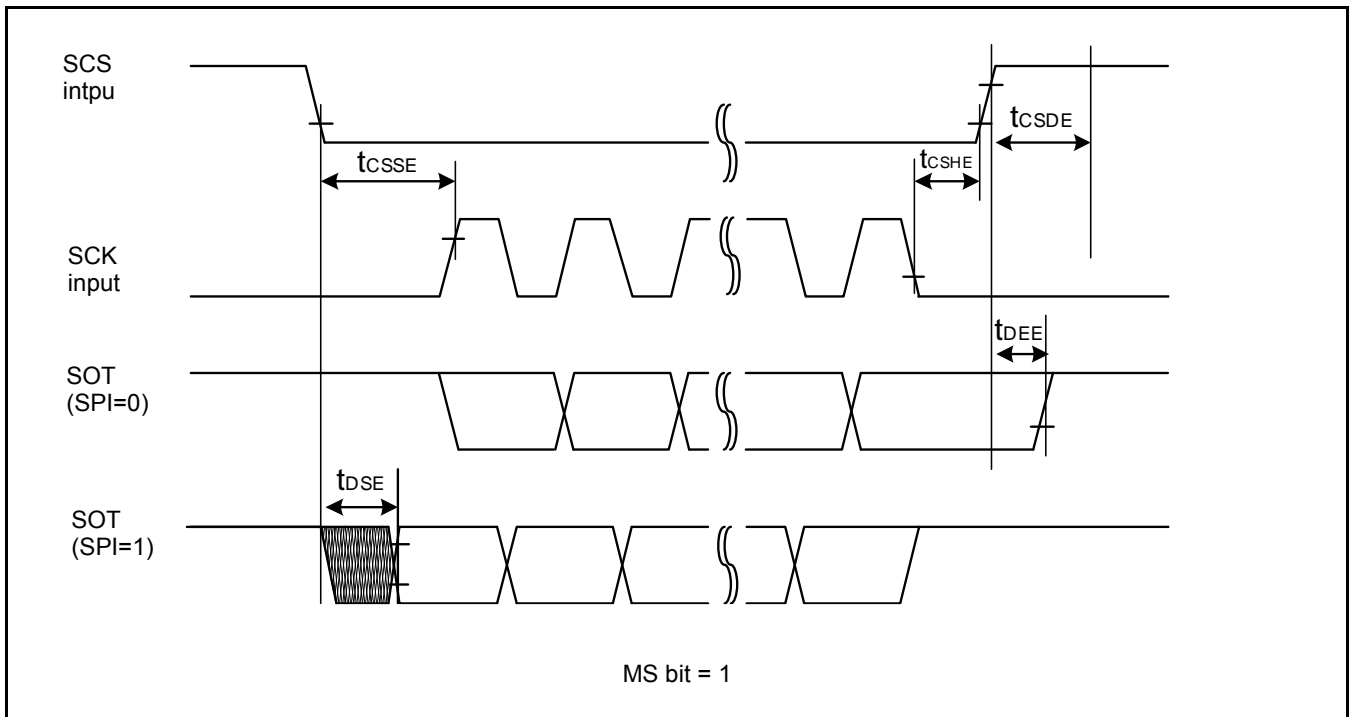 SCS
intpu
tCSDE
tCSSE
tCSHE
SCK
input
tDEE
SOT
(SPI=0)
tDSE
SOT
(SPI=1)
MS bit = 1